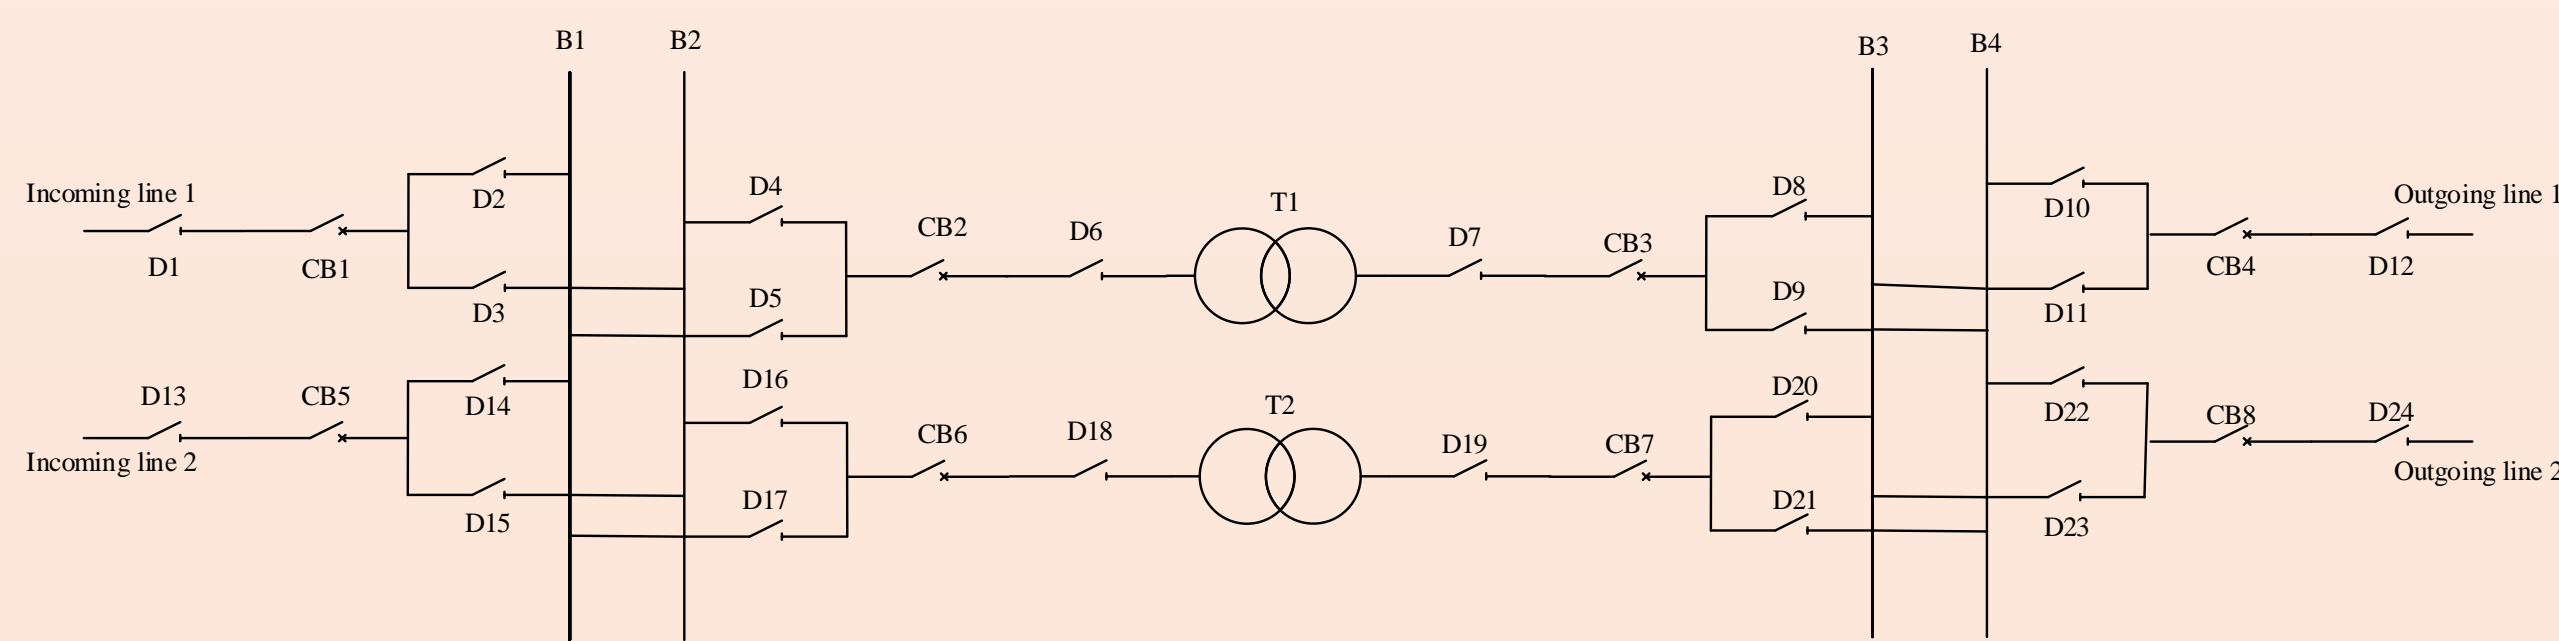 B1
B2
B3
B4
Incoming line 1
D1
CB1
D2
D3
D4
D5
CB2
D6
T1
D7
CB3
D8
D9
D10
D11
CB4
D12
Outgoing line 1
D13
CB5
D14
D15
Incoming line 2
D16
D17
CB6
D18
T2
D19
CB7
D20
D21
D22
D23
CB8
D24
Outgoing line 2